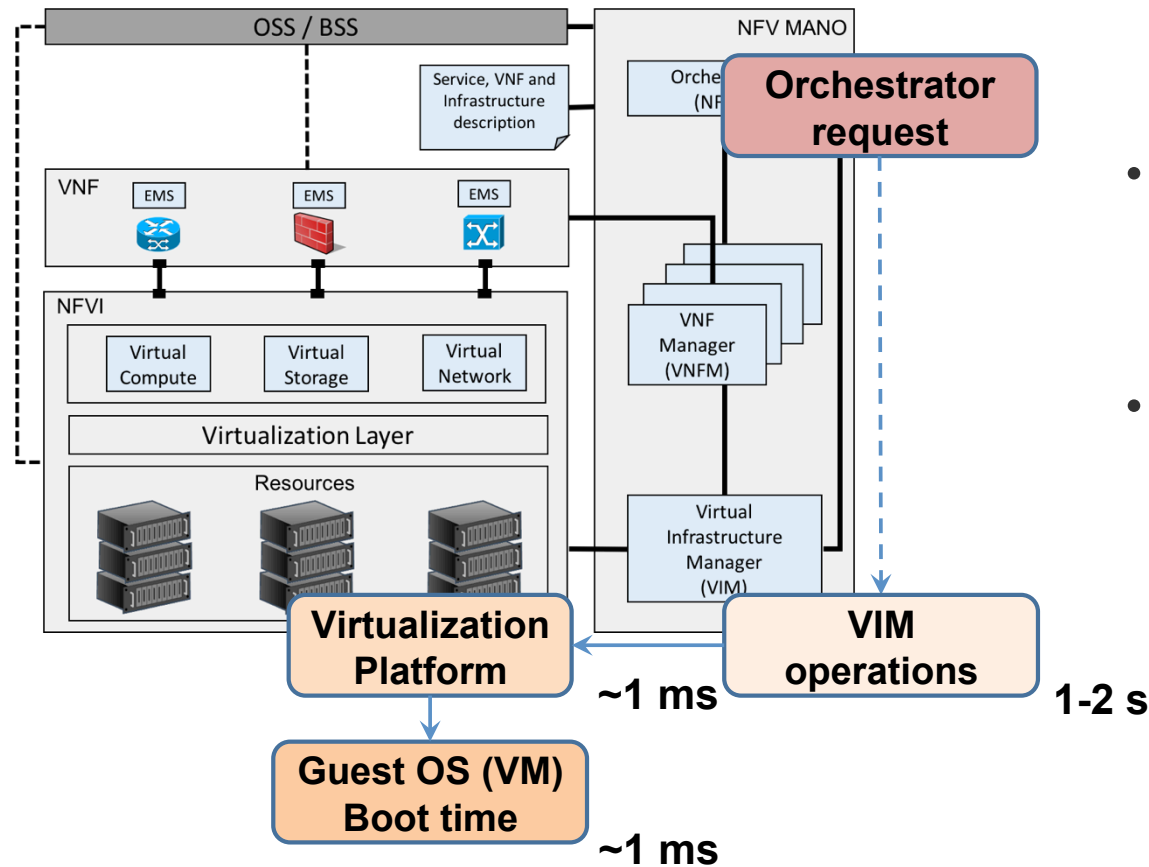 OSS / BSS
NFV MANO
Service, VNF and
Infrastructure
description
Orche
(NF
Orchestrator
request
VNF
EMS
EMS
EMS
NFVI
Virtual
Compute
Virtual
Storage
Virtual
Network
Virtualization Layer
Resources
VNF
Manager
(VNFM)
Virtual
Infrastructure
Manager
(VIM)
Virtualization
Platform
~1 ms
VIM
operations
1-2 s
Guest OS (VM)
Boot time
~1 ms